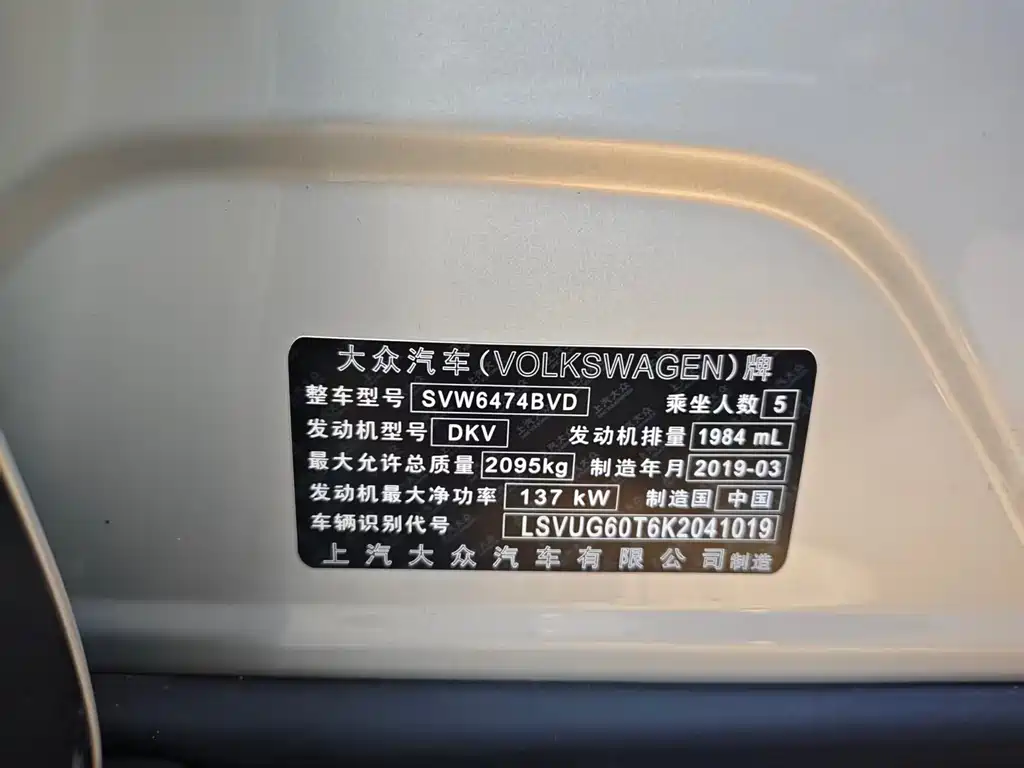 大众汽车(VOLKSWAGEN)牌
整车型号 SVW6474BVD 乘坐人数 5
发动机型号 DKV 发动机排量 1984 mL
最大允许总质量 2095kg 制造年月 2019-03
发动机最大净功率 137 kW 制造国 中国
车辆识别代号 LSVUG60T6K2041019
上汽大众汽车有限公司制造